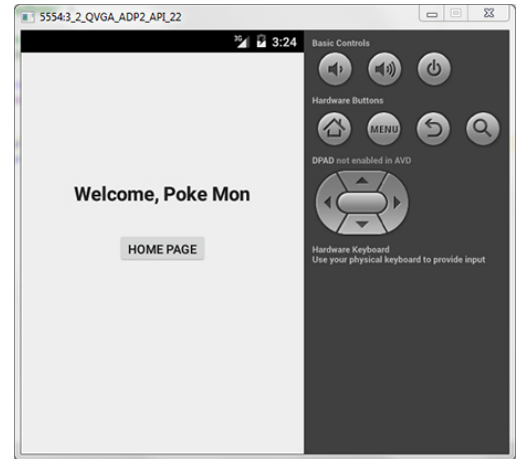 5554:3_2_QVGA_ADP2_API_22
3G 3:24
Basic Controls
Hardware Buttons
MENU
DPAD not enabled in AVD
Welcome, Poke Mon
HOME PAGE
Hardware Keyboard
Use your physical keyboard to provide input